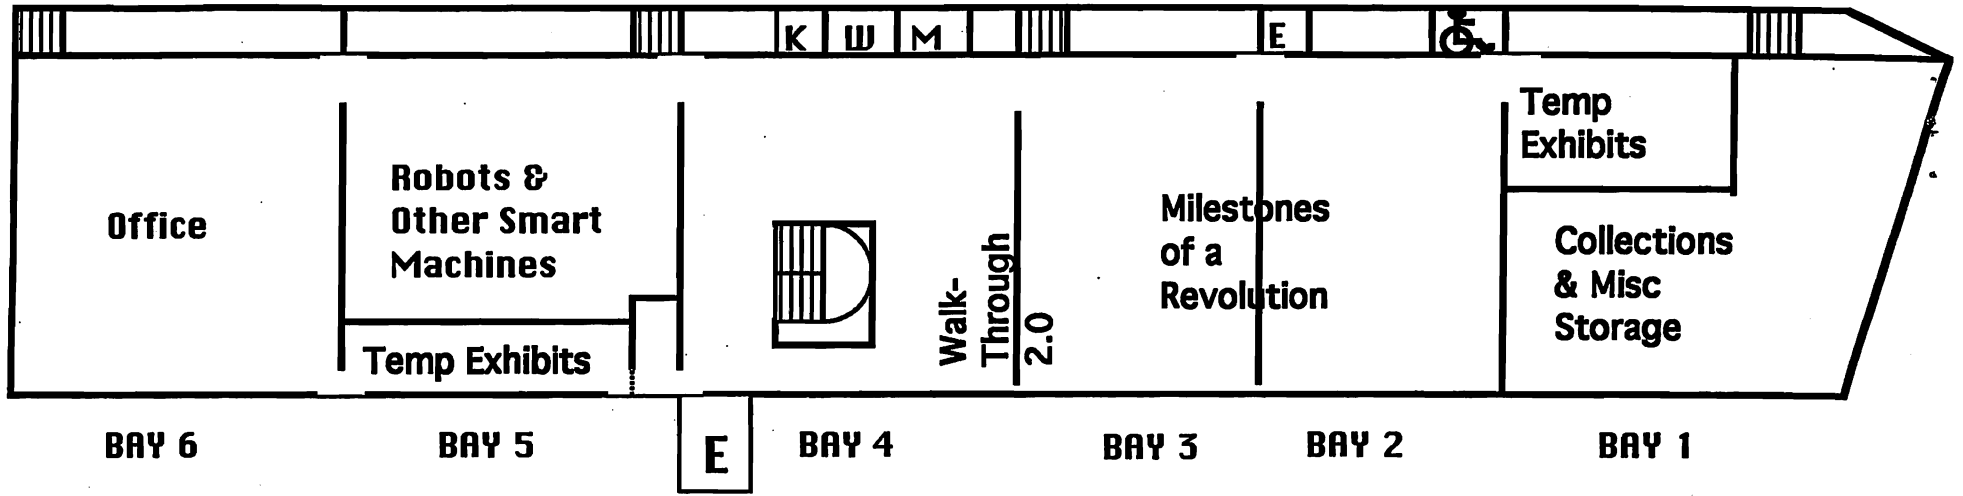 K W M E
Temp
Exhibits
Robots &
Other Smart
Machines
Office
Milestones
of a
Revolution
Walk-
Through
2.0
Collections
& Misc
Storage
Temp Exhibits
BAY 6
BAY 5
E
BAY 4
BAY 3
BAY 2
BAY 1